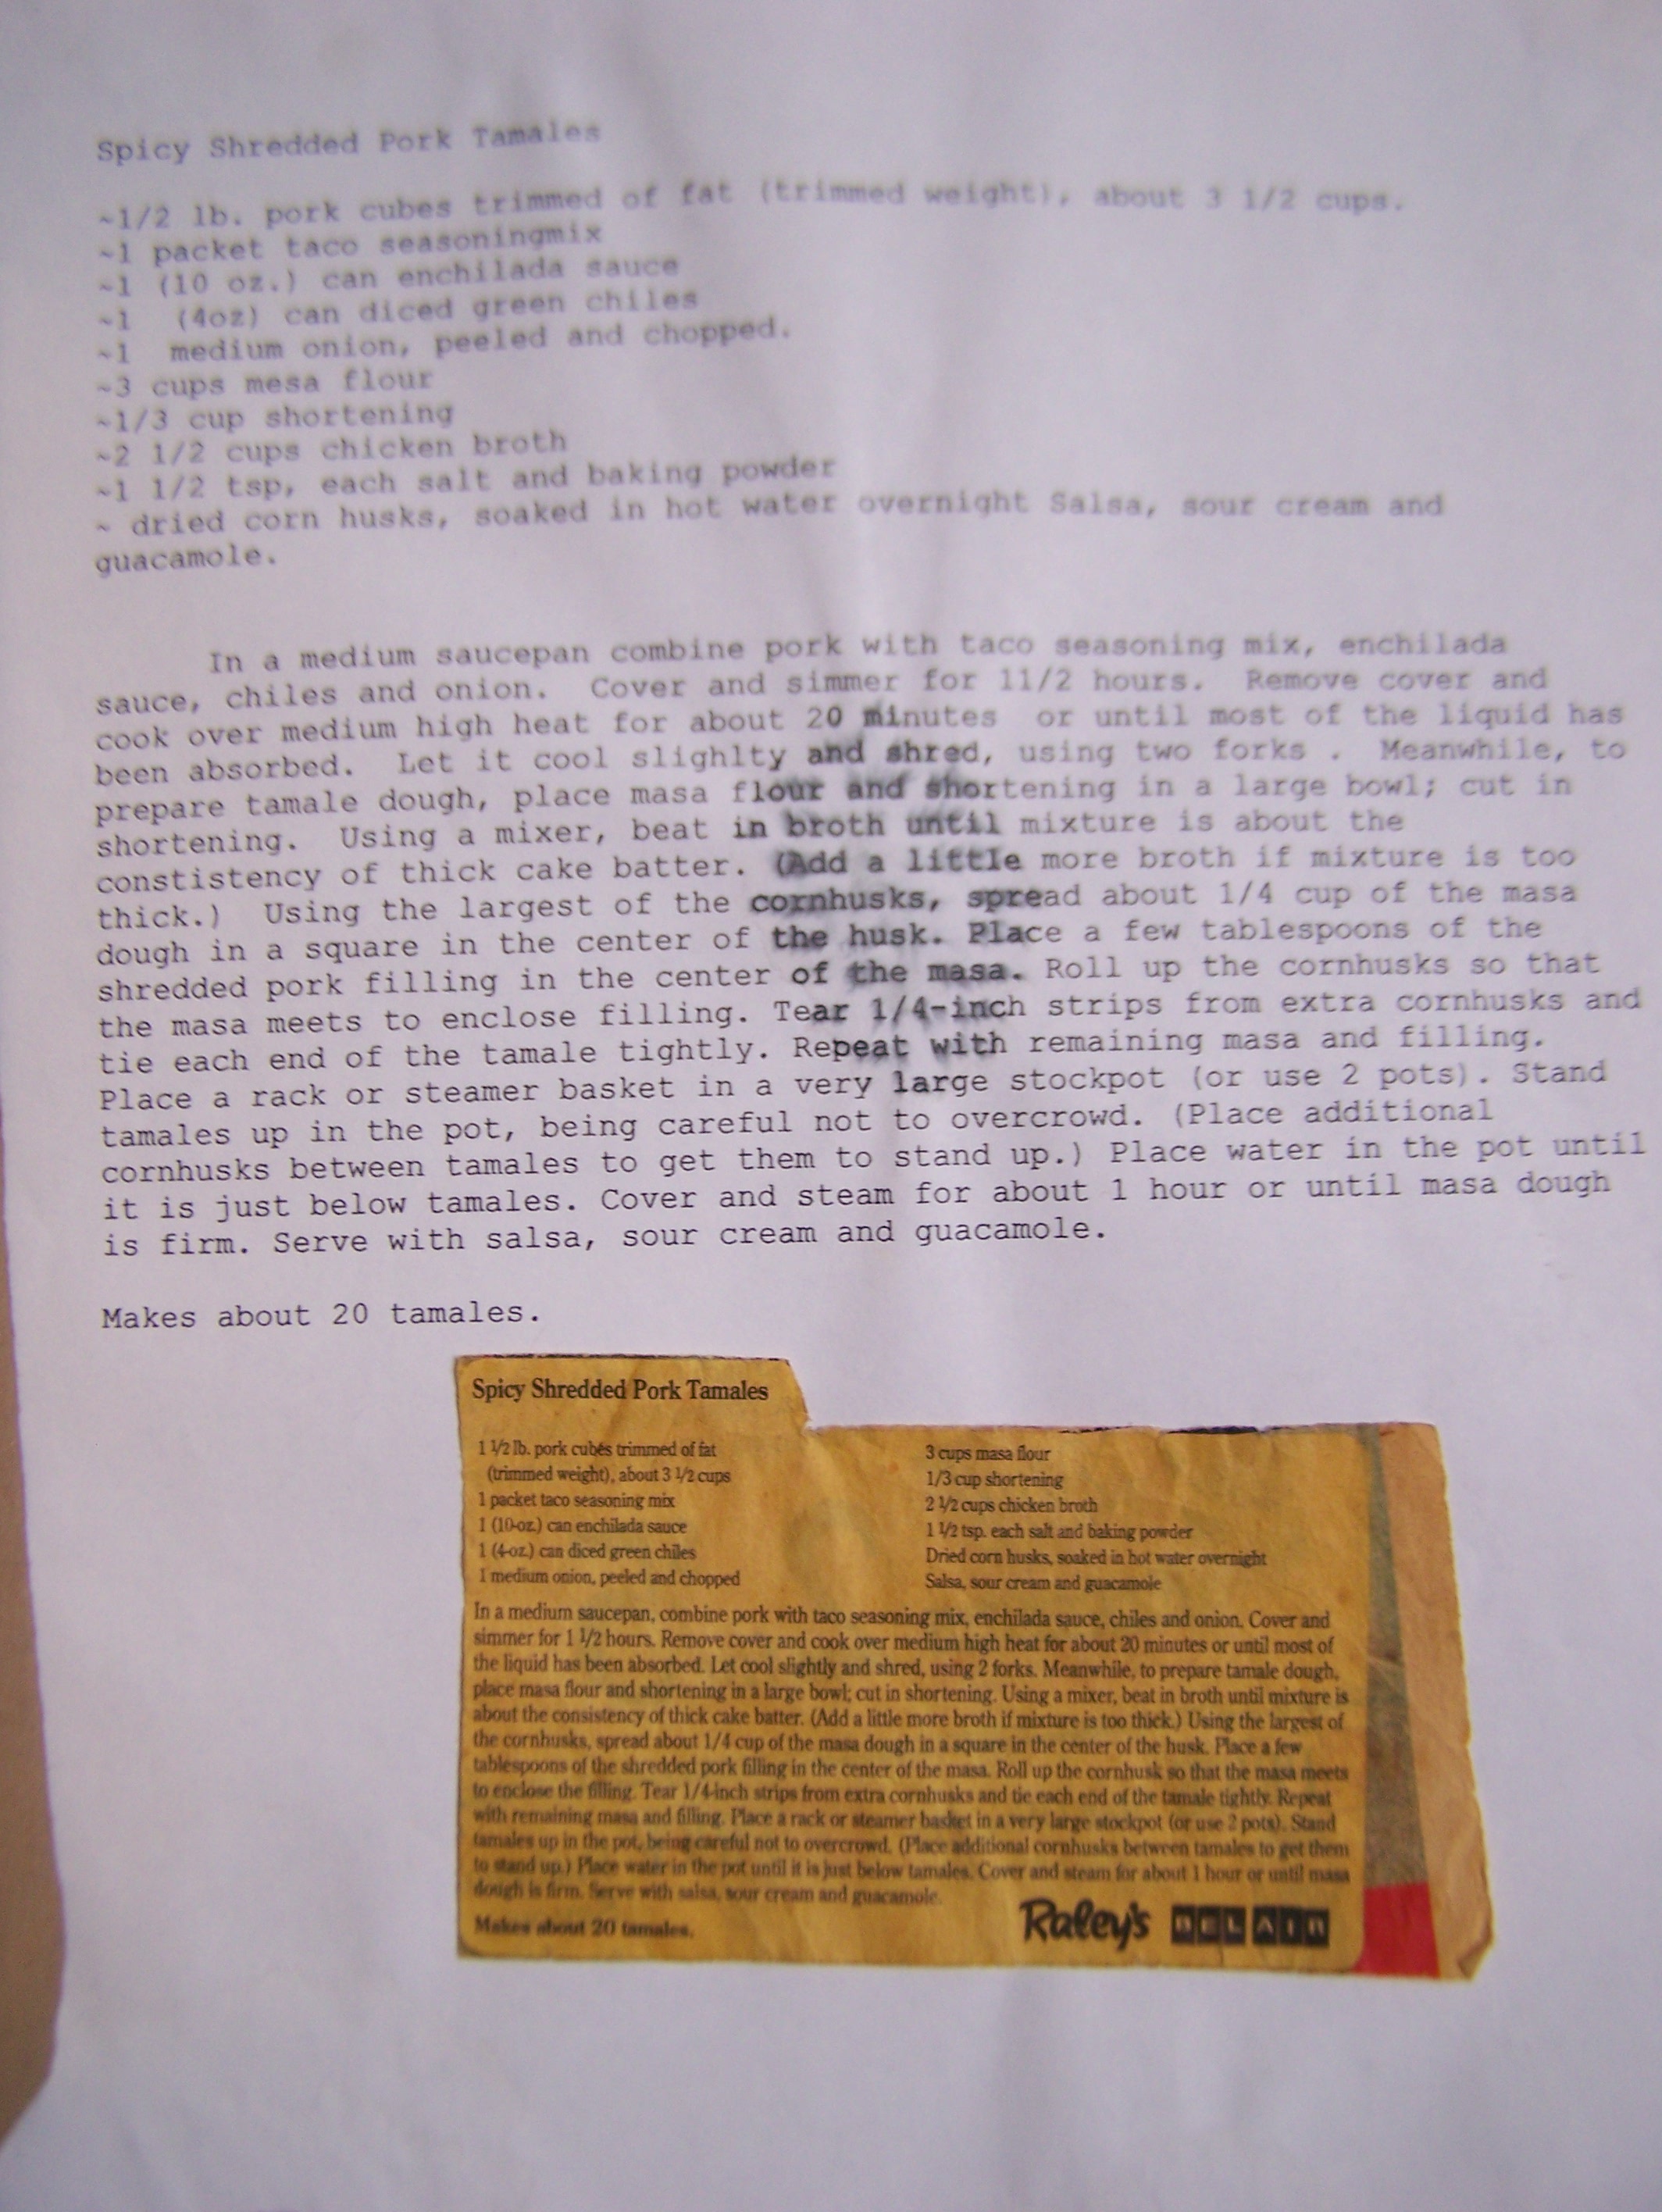 Spicy Shredded Pork Tamales
~1/2 lb. pork cubes trimmed of fat (trimmed weight), about 3 1/2 cups.
~1 packet taco seasoningmix
~1 (10 oz.) can enchilada sauce
~1 (4oz) can diced green chiles
~1 medium onion, peeled and chopped.
~3 cups mesa flour
~1/3 cup shortening
~2 1/2 cups chicken broth
~1 1/2 tsp, each salt and baking powder
~ dried corn husks, soaked in hot water overnight Salsa, sour cream and
guacamole.
In a medium saucepan combine pork with taco seasoning mix, enchilada
sauce, chiles and onion. Cover and simmer for 11/2 hours. Remove cover and
cook over medium high heat for about 20 minutes or until most of the liquid has
been absorbed. Let it cool slighlty and shred, using two forks . Meanwhile, to
prepare tamale dough, place masa flour and shortening in a large bowl; cut in
shortening. Using a mixer, beat in broth until mixture is about the
constistency of thick cake batter. (Add a little more broth if mixture is too
thick.) Using the largest of the cornhusks, spread about 1/4 cup of the masa
dough in a square in the center of the husk. Place a few tablespoons of the
shredded pork filling in the center of the masa. Roll up the cornhusks so that
the masa meets to enclose filling. Tear 1/4-inch strips from extra cornhusks and
tie each end of the tamale tightly. Repeat with remaining masa and filling.
Place a rack or steamer basket in a very large stockpot (or use 2 pots). Stand
tamales up in the pot, being careful not to overcrowd. (Place additional
cornhusks between tamales to get them to stand up.) Place water in the pot until
it is just below tamales. Cover and steam for about 1 hour or until masa dough
is firm. Serve with salsa, sour cream and guacamole.
Makes about 20 tamales.
Spicy Shredded Pork Tamales
1 1/2 lb. pork cubes trimmed of fat
(trimmed weight), about 3 1/2 cups
1 packet taco seasoning mix
1 (10-oz.) can enchilada sauce
1 (4-oz.) can diced green chiles
1 medium onion, peeled and chopped
3 cups masa flour
1/3 cup shortening
2 1/2 cups chicken broth
1 1/2 tsp. each salt and baking powder
Dried corn husks, soaked in hot water overnight
Salsa, sour cream and guacamole
In a medium saucepan, combine pork with taco seasoning mix, enchilada sauce, chiles and onion. Cover and
simmer for 1 1/2 hours. Remove cover and cook over medium high heat for about 20 minutes or until most of
the liquid has been absorbed. Let cool slightly and shred, using 2 forks. Meanwhile, to prepare tamale dough,
place masa flour and shortening in a large bowl; cut in shortening. Using a mixer, beat in broth until mixture is
about the consistency of thick cake batter. (Add a little more broth if mixture is too thick.) Using the largest of
the cornhusks, spread about 1/4 cup of the masa dough in a square in the center of the husk. Place a few
tablespoons of the shredded pork filling in the center of the masa. Roll up the cornhusk so that the masa meets
to enclose the filling. Tear 1/4-inch strips from extra cornhusks and tie each end of the tamale tightly. Repeat
with remaining masa and filling. Place a rack or steamer basket in a very large stockpot (or use 2 pots). Stand
tamales up in the pot, being careful not to overcrowd. (Place additional cornhusks between tamales to get them
to stand up.) Place water in the pot until it is just below tamales. Cover and steam for about 1 hour or until masa
dough is firm. Serve with salsa, sour cream and guacamole.
Makes about 20 tamales.
Raley's BEL AIR